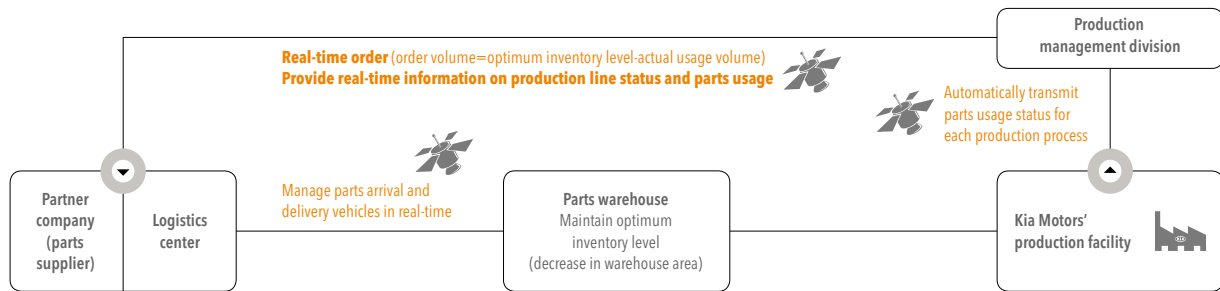 Production
management division
Real-time order (order volume=optimum inventory level-actual usage volume)
Provide real-time information on production line status and parts usage
Automatically transmit
parts usage status for
each production process
Manage parts arrival and
delivery vehicles in real-time
Partner
company
(parts
supplier)
Logistics
center
Parts warehouse
Maintain optimum
inventory level
(decrease in warehouse area)
Kia Motors'
production facility
KIA